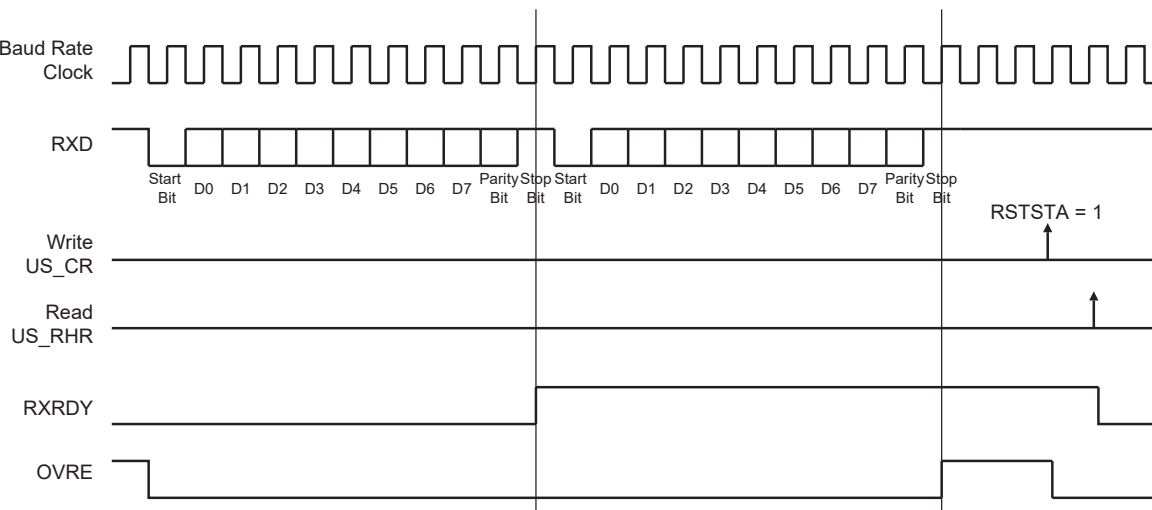 Baud Rate
Clock
RXD
Start
Bit
D0
D1
D2
D3
D4
D5
D6
D7
Parity
Bit
Stop
Bit
Start
Bit
D0
D1
D2
D3
D4
D5
D6
D7
Parity
Bit
Stop
Bit
RSTSTA = 1
Write
US_CR
Read
US_RHR
RXRDY
OVRE